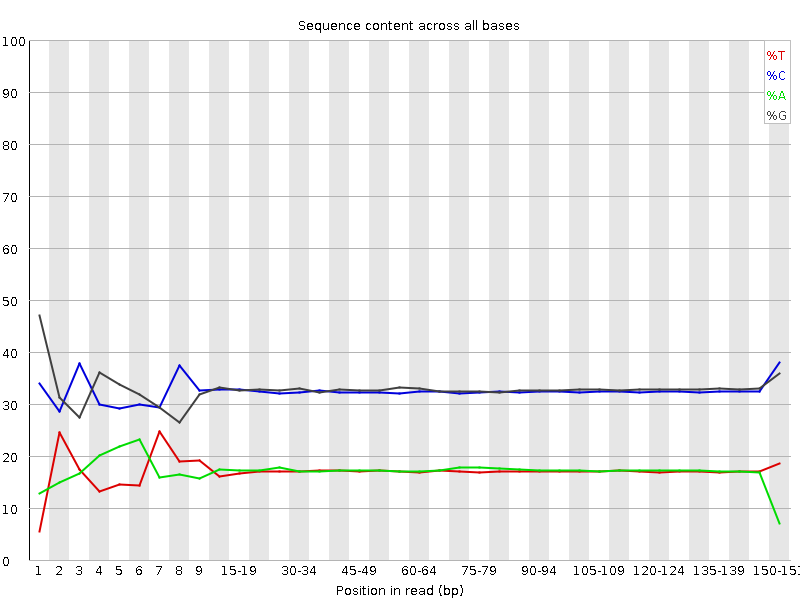 Sequence content across all bases
100
90
80
70
60
50
40
30
20
10
0
%T
%C
%A
%G
1 2 3 4 5 6 7 8 9 15-19 30-34 45-49 60-64 75-79 90-94 105-109 120-124 135-139 150-151
Position in read (bp)